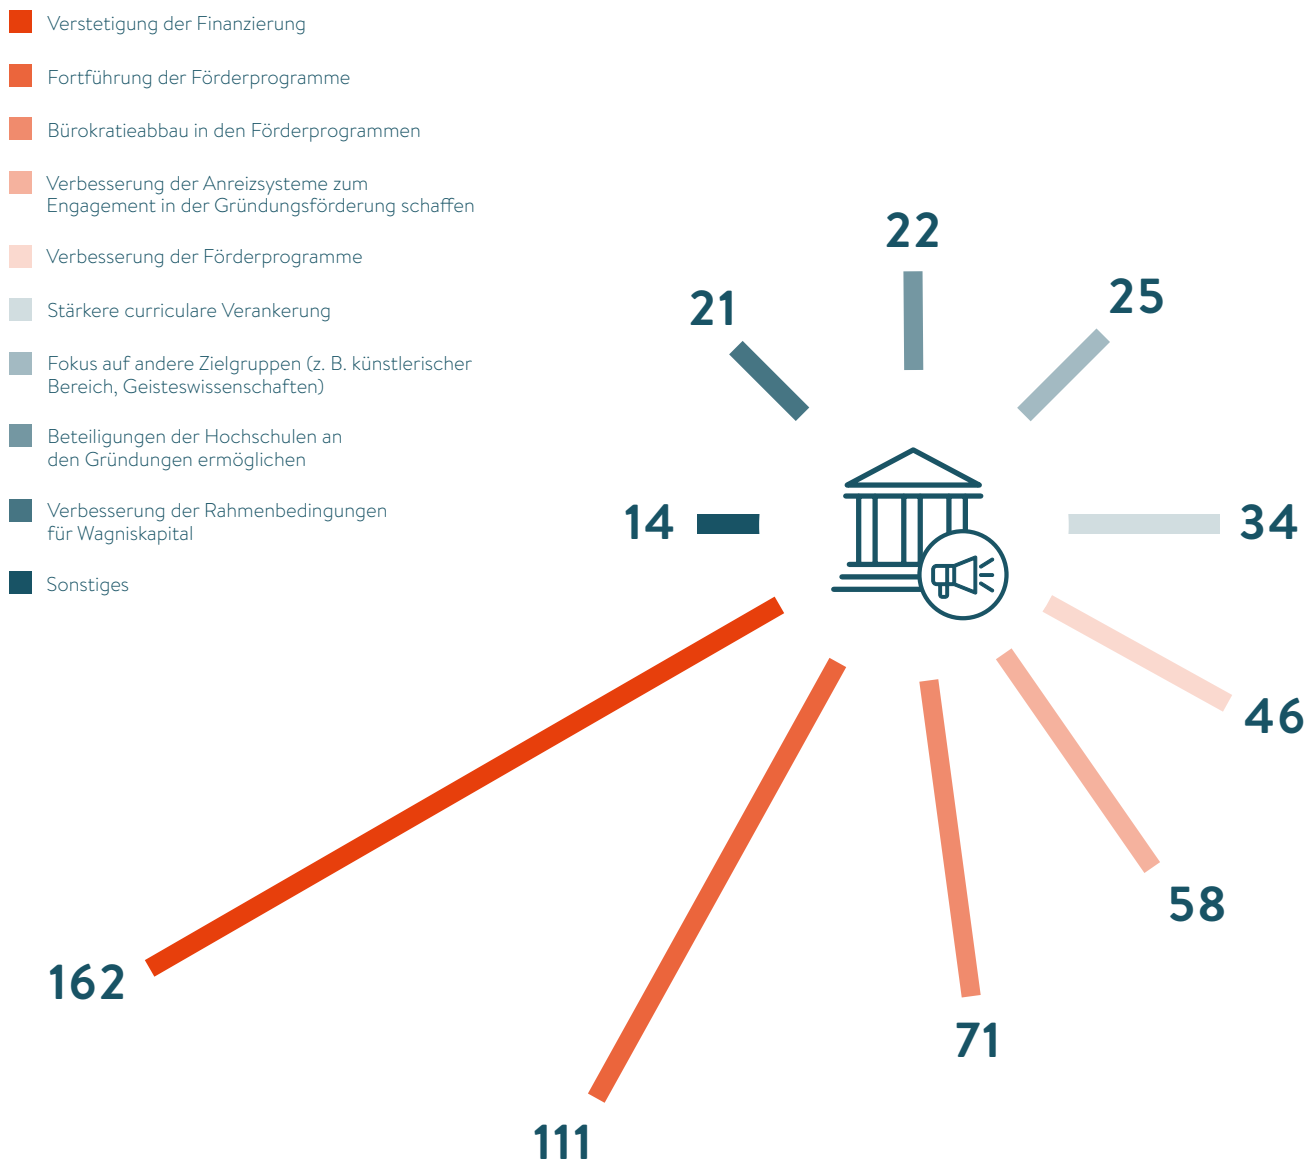 Verstetigung der Finanzierung
Fortführung der Förderprogramme
Bürokratieabbau in den Förderprogrammen
Verbesserung der Anreizsysteme zum
Engagement in der Gründungsförderung schaffen
Verbesserung der Förderprogramme
Stärkere curriculare Verankerung
Fokus auf andere Zielgruppen (z. B. künstlerischer
Bereich, Geisteswissenschaften)
Beteiligungen der Hochschulen an
den Gründungen ermöglichen
Verbesserung der Rahmenbedingungen
für Wagniskapital
Sonstiges
22
25
21
14
34
46
58
162
71
111